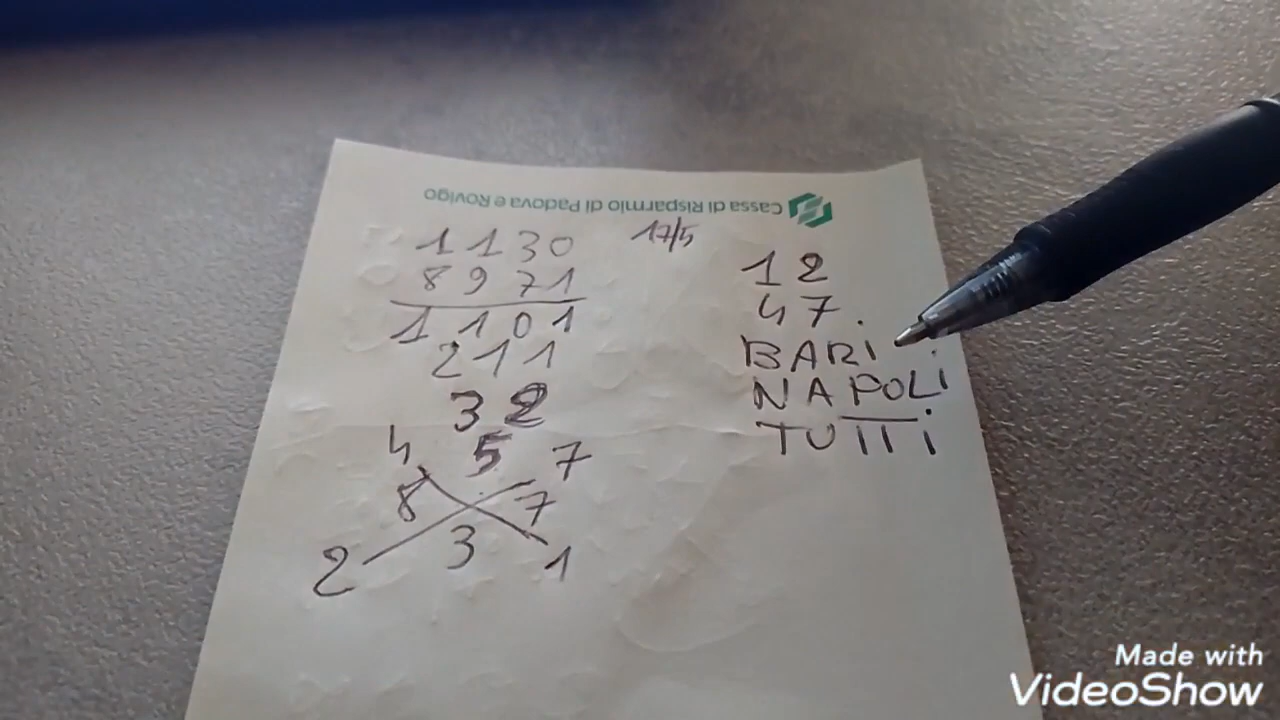 Cassa di Risparmio di Padova e Rovigo
1130
17/5
8971
1101
211
32
4 5 7
8 7
3
2 1
12
47.
BARi
NAPOLi
TUTTi
Made with
VideoShow